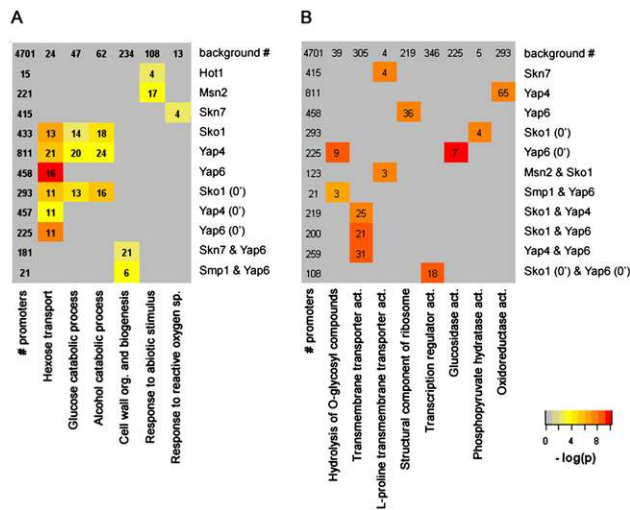 A
4701 24 47 62 234 108 13 background #
15 4 Hot1
221 17 Msn2
415 4 Skn7
433 13 14 18 Sko1
811 21 20 24 Yap4
458 16 Yap6
293 11 13 16 Sko1 (0')
457 11 Yap4 (0')
225 11 Yap6 (0')
181 21 Skn7 & Yap6
21 6 Smp1 & Yap6
# promoters
Hexose transport
Glucose catabolic process
Alcohol catabolic process
Cell wall org. and biogenesis
Response to abiotic stimulus
Response to reactive oxygen sp.
B
4701 39 305 4 219 346 225 5 293 background #
415 4 Skn7
811 65 Yap4
458 36 Yap6
293 4 Sko1 (0')
225 9 7 Yap6 (0')
123 3 Msn2 & Sko1
21 3 Smp1 & Yap6
219 25 Sko1 & Yap4
200 21 Sko1 & Yap6
259 31 Yap4 & Yap6
108 18 Sko1 (0') & Yap6 (0')
# promoters
Hydrolysis of O-glycosyl compounds
Transmembrane transporter act.
L-proline transmembrane transporter act.
Structural component of ribosome
Transcription regulator act.
Glucosidase act.
Phosphopyruvate hydratase act.
Oxidoreductase act.
0 4 8
- log(p)